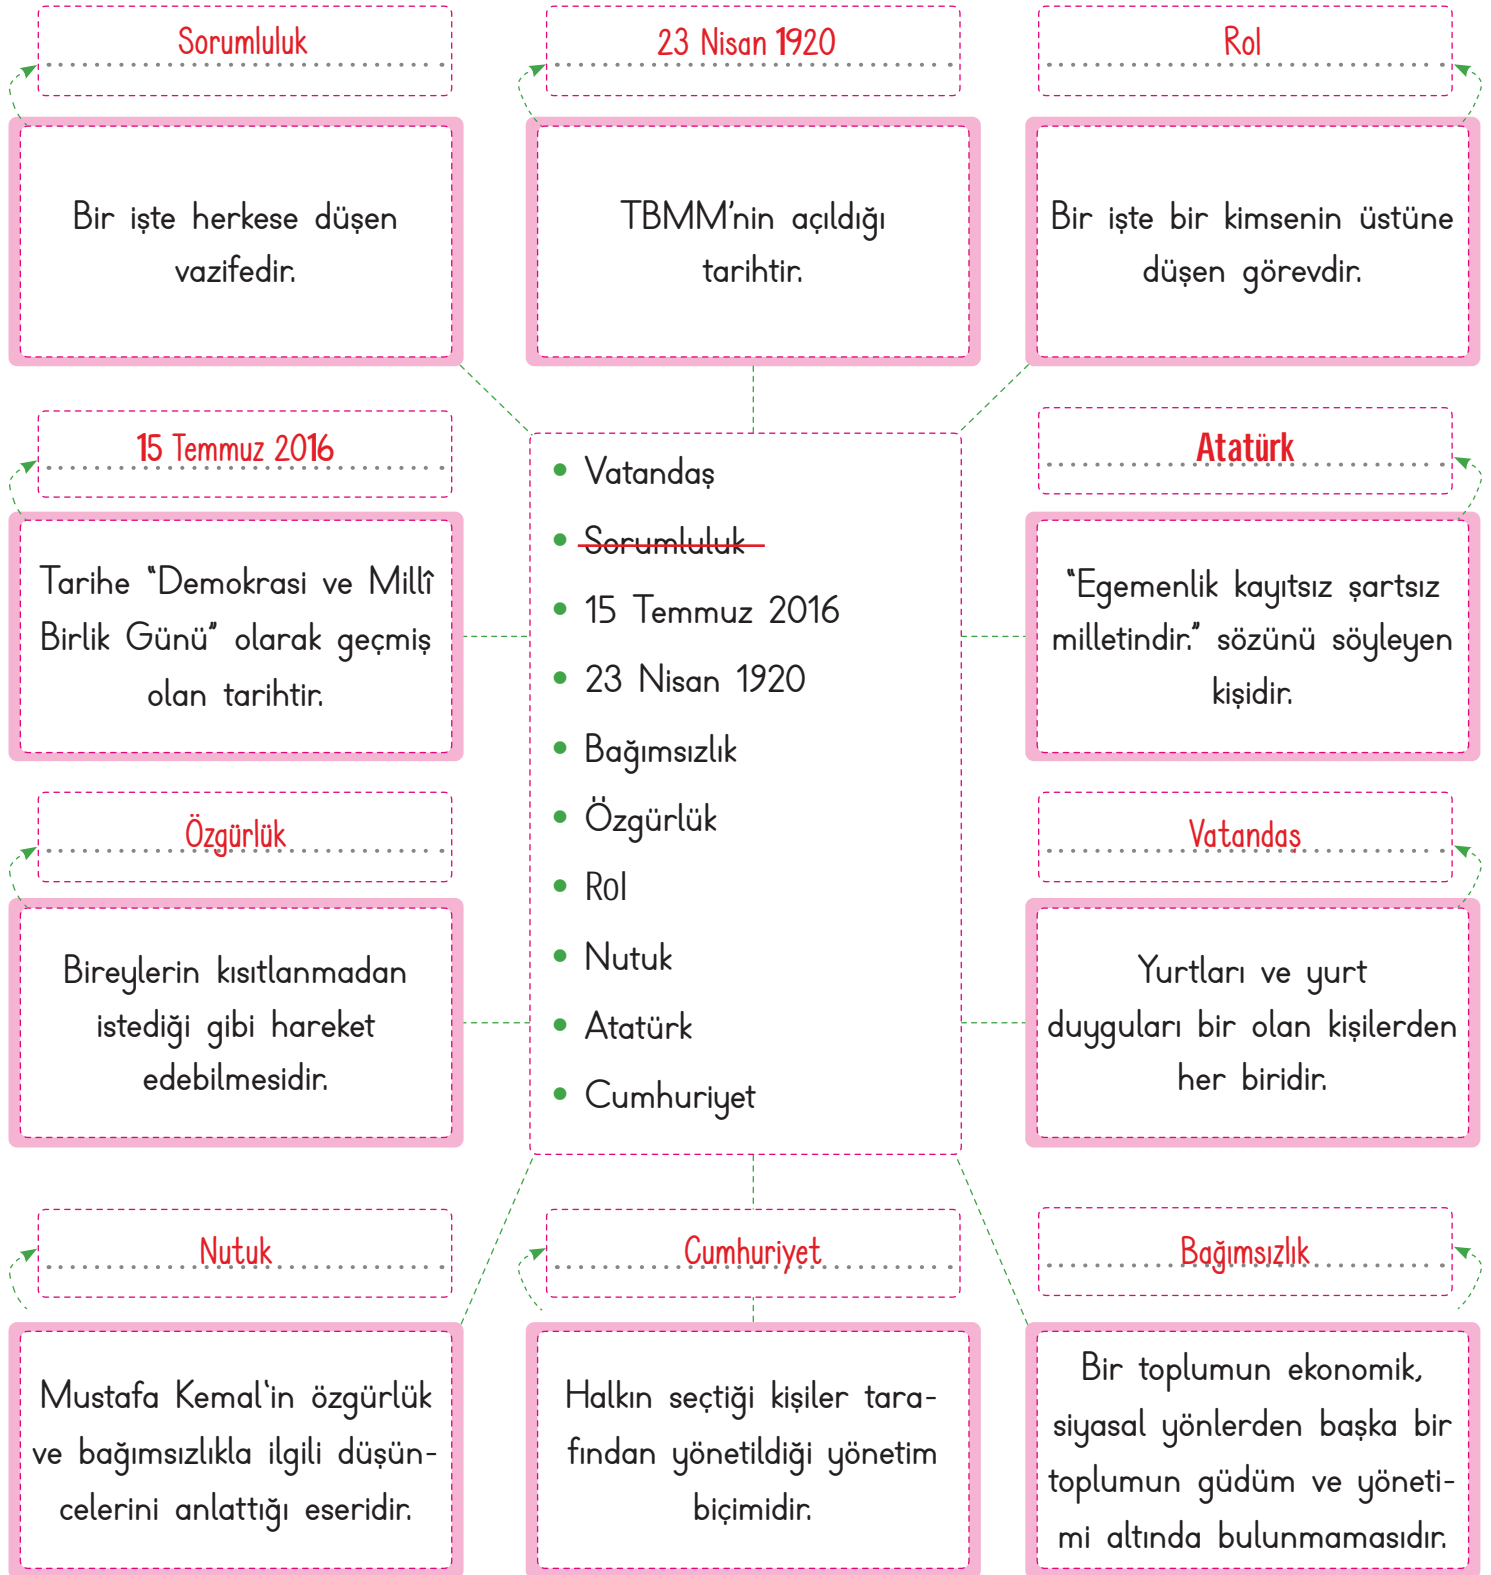 Sorumluluk
23 Nisan 1920
Rol
Bir işte herkese düşen
vazifedir.
TBMM'nin açıldığı
tarihtir.
Bir işte bir kimsenin üstüne
düşen görevdir.
15 Temmuz 2016
Tarihe "Demokrasi ve Millî
Birlik Günü" olarak geçmiş
olan tarihtir.
Vatandaş
Sorumluluk
15 Temmuz 2016
23 Nisan 1920
Bağımsızlık
Özgürlük
Rol
Nutuk
Atatürk
Cumhuriyet
Atatürk
"Egemenlik kayıtsız şartsız
milletindir." sözünü söyleyen
kişidir.
Özgürlük
Bireylerin kısıtlanmadan
istediği gibi hareket
edebilmesidir.
Vatandaş
Yurtları ve yurt
duyguları bir olan kişilerden
her biridir.
Nutuk
Mustafa Kemal'in özgürlük
ve bağımsızlıkla ilgili düşün-
celerini anlattığı eseridir.
Cumhuriyet
Halkın seçtiği kişiler tara-
fından yönetildiği yönetim
biçimidir.
Bağımsızlık
Bir toplumun ekonomik,
siyasal yönlerden başka bir
toplumun güdüm ve yöneti-
mi altında bulunmamasıdır.